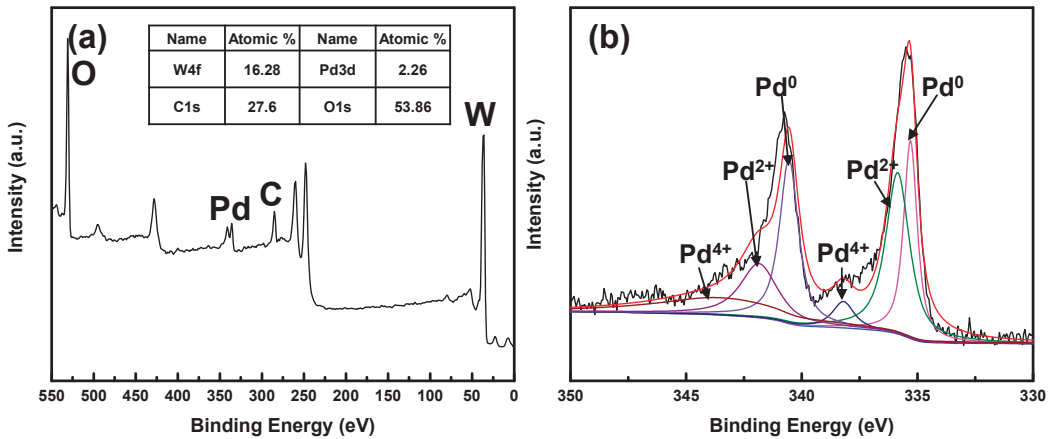 (a)
Name Atomic % Name Atomic %
W4f 16.28 Pd3d 2.26
C1s 27.6 O1s 53.86
O
Pd
C
W
Intensity (a.u.)
550 500 450 400 350 300 250 200 150 100 50 0
Binding Energy (eV)
(b)
Pd⁰
Pd⁰
Pd²⁺
Pd²⁺
Pd⁴⁺
Pd⁴⁺
Intensity (a.u.)
350 345 340 335 330
Binding Energy (eV)